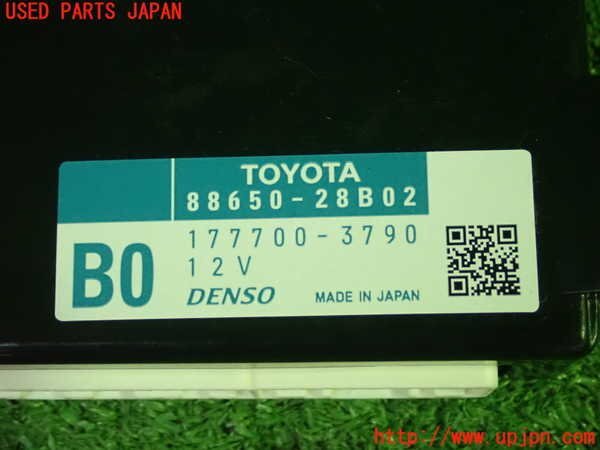 USED PARTS JAPAN
TOYOTA
88650-28B02
B0
177700-3790
12V
DENSO
MADE IN JAPAN
http://www.upjpn.com